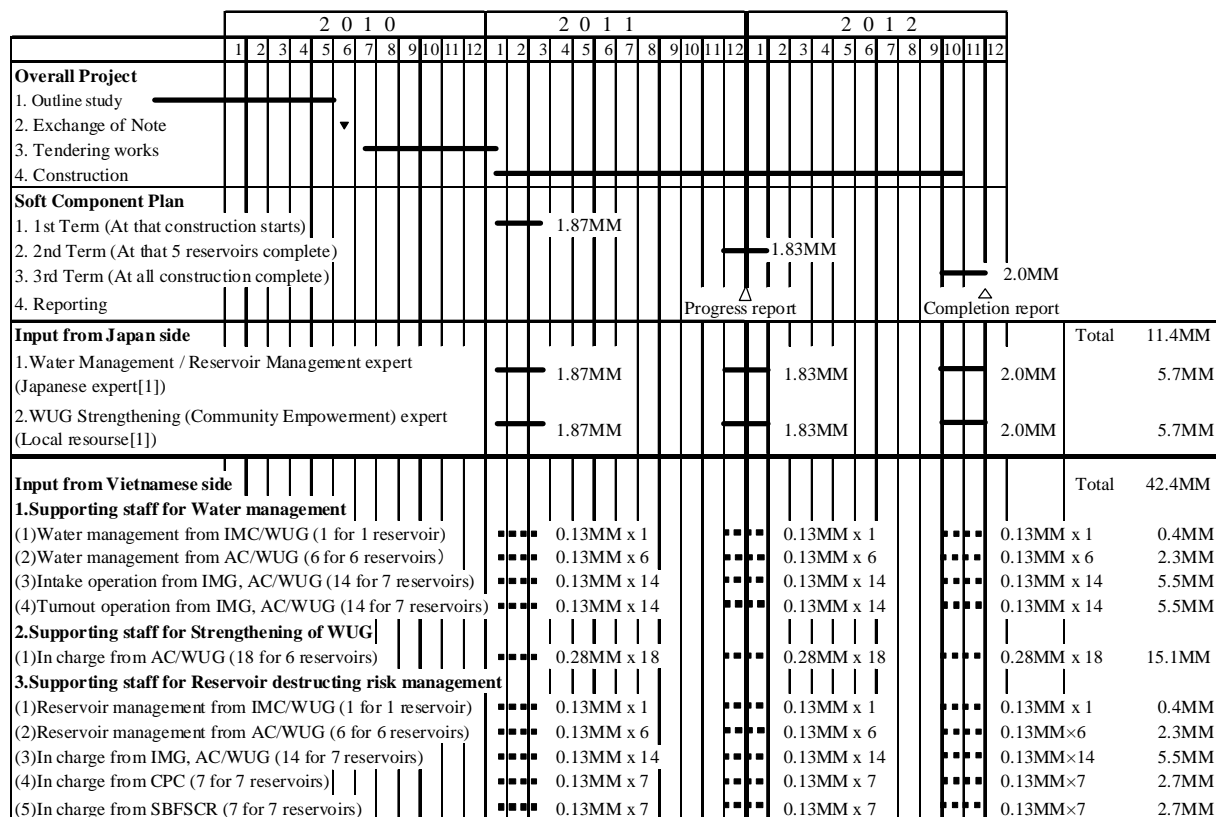 2 0 1 0 2 0 1 1 2 0 1 2
1 2 3 4 5 6 7 8 9 10 11 12 1 2 3 4 5 6 7 8 9 10 11 12 1 2 3 4 5 6 7 8 9 10 11 12
Overall Project
1. Outline study
2. Exchange of Note
3. Tendering works
4. Construction
Soft Component Plan
1. 1st Term (At that construction starts) 1.87MM
2. 2nd Term (At that 5 reservoirs complete) 1.83MM
3. 3rd Term (At all construction complete) 2.0MM
4. Reporting Progress report Completion report
Input from Japan side Total 11.4MM
1.Water Management / Reservoir Management expert
(Japanese expert[1]) 1.87MM 1.83MM 2.0MM 5.7MM
2.WUG Strengthening (Community Empowerment) expert
(Local resourse[1]) 1.87MM 1.83MM 2.0MM 5.7MM
Input from Vietnamese side Total 42.4MM
1.Supporting staff for Water management
(1)Water management from IMC/WUG (1 for 1 reservoir) 0.13MM x 1 0.13MM x 1 0.13MM x 1 0.4MM
(2)Water management from AC/WUG (6 for 6 reservoirs) 0.13MM x 6 0.13MM x 6 0.13MM x 6 2.3MM
(3)Intake operation from IMG, AC/WUG (14 for 7 reservoirs) 0.13MM x 14 0.13MM x 14 0.13MM x 14 5.5MM
(4)Turnout operation from IMG, AC/WUG (14 for 7 reservoirs) 0.13MM x 14 0.13MM x 14 0.13MM x 14 5.5MM
2.Supporting staff for Strengthening of WUG
(1)In charge from AC/WUG (18 for 6 reservoirs) 0.28MM x 18 0.28MM x 18 0.28MM x 18 15.1MM
3.Supporting staff for Reservoir destructing risk management
(1)Reservoir management from IMC/WUG (1 for 1 reservoir) 0.13MM x 1 0.13MM x 1 0.13MM x 1 0.4MM
(2)Reservoir management from AC/WUG (6 for 6 reservoirs) 0.13MM x 6 0.13MM x 6 0.13MM×6 2.3MM
(3)In charge from IMG, AC/WUG (14 for 7 reservoirs) 0.13MM x 14 0.13MM x 14 0.13MM×14 5.5MM
(4)In charge from CPC (7 for 7 reservoirs) 0.13MM x 7 0.13MM x 7 0.13MM×7 2.7MM
(5)In charge from SBFSCR (7 for 7 reservoirs) 0.13MM x 7 0.13MM x 7 0.13MM×7 2.7MM